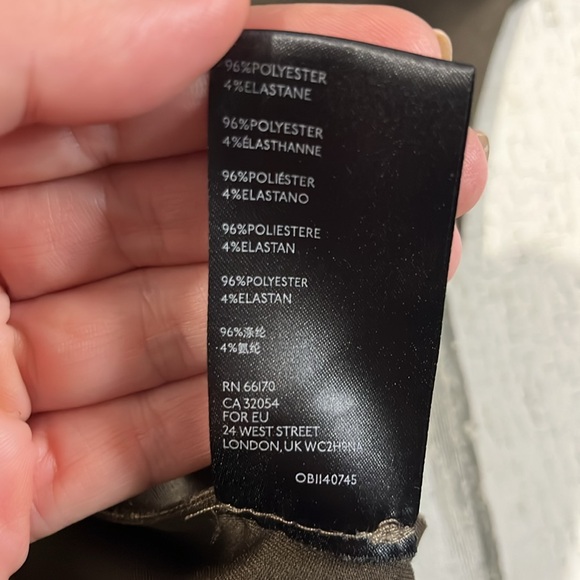 96%POLYESTER
4%ELASTANE
96%POLYESTER
4%ÉLASTHANNE
96%POLIÉSTER
4%ELASTANO
96%POLIESTERE
4%ELASTAN
96%POLYESTER
4%ELASTAN
96%涤纶
4%氨纶
RN 66170
CA 32054
FOR EU
24 WEST STREET
LONDON, UK WC2H9NA
OB1140745